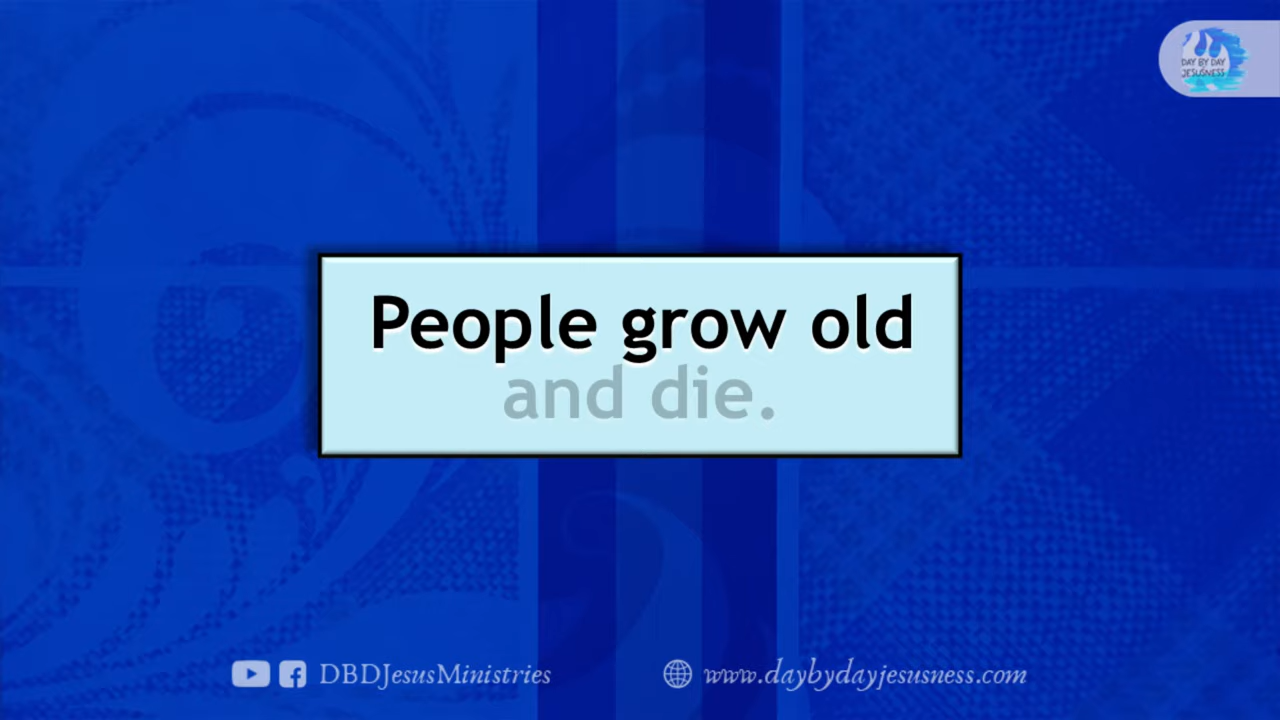 DAY BY DAY
JESUSNESS
People grow old
and die.
DBDJesusMinistries
www.daybydayjesusness.com